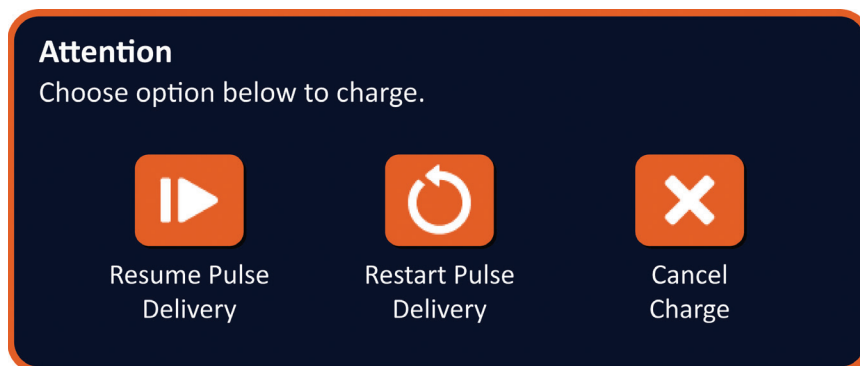 Attention
Choose option below to charge.
Resume Pulse
Delivery
Restart Pulse
Delivery
Cancel
Charge